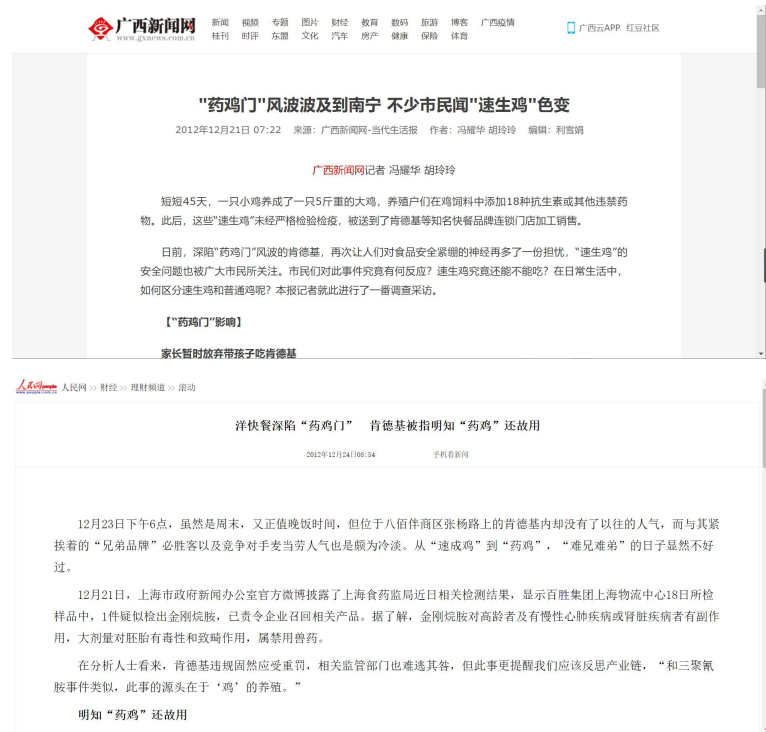 广西新闻网
www.gxnews.com.cn
新闻 视频 专题 图片 财经 教育 数码 旅游 博客 广西疫情
桂刊 时评 东盟 文化 汽车 房产 健康 保险 体育
广西云APP 红豆社区
"药鸡门"风波波及到南宁 不少市民闻"速生鸡"色变
2012年12月21日 07:22 来源：广西新闻网-当代生活报 作者：冯耀华 胡玲玲 编辑：利雪娟
广西新闻网记者 冯耀华 胡玲玲
短短45天，一只小鸡养成了一只5斤重的大鸡，养殖户们在鸡饲料中添加18种抗生素或其他违禁药
物。此后，这些“速生鸡”未经严格检验检疫，被送到了肯德基等知名快餐品牌连锁门店加工销售。
日前，深陷“药鸡门”风波的肯德基，再次让人们对食品安全紧绷的神经再多了一份担忧，“速生鸡”的
安全问题也被广大市民所关注。市民们对此事件究竟有何反应？速生鸡究竟还能不能吃？在日常生活中，
如何区分速生鸡和普通鸡呢？本报记者就此进行了一番调查采访。
【“药鸡门”影响】
家长暂时放弃带孩子吃肯德基
人民网 people
www.people.com.cn
人民网 >> 财经 >> 理财频道 >> 滚动
洋快餐深陷“药鸡门” 肯德基被指明知“药鸡”还故用
2012年12月24日08:54 手机看新闻
12月23日下午6点，虽然是周末，又正值晚饭时间，但位于八佰伴商区张杨路上的肯德基内却没有了以往的人气，而与其紧
挨着的“兄弟品牌”必胜客以及竞争对手麦当劳人气也是颇为冷淡。从“速成鸡”到“药鸡”，“难兄难弟”的日子显然不好
过。
12月21日，上海市政府新闻办公室官方微博披露了上海食药监局近日相关检测结果，显示百胜集团上海物流中心18日所检
样品中，1件疑似检出金刚烷胺，已责令企业召回相关产品。据了解，金刚烷胺对高龄者及有慢性心肺疾病或肾脏疾病者有副作
用，大剂量对胚胎有毒性和致畸作用，属禁用兽药。
在分析人士看来，肯德基违规固然应受重罚，相关监管部门也难逃其咎，但此事更提醒我们应该反思产业链，“和三聚氰
胺事件类似，此事的源头在于‘鸡’的养殖。”
明知“药鸡”还故用